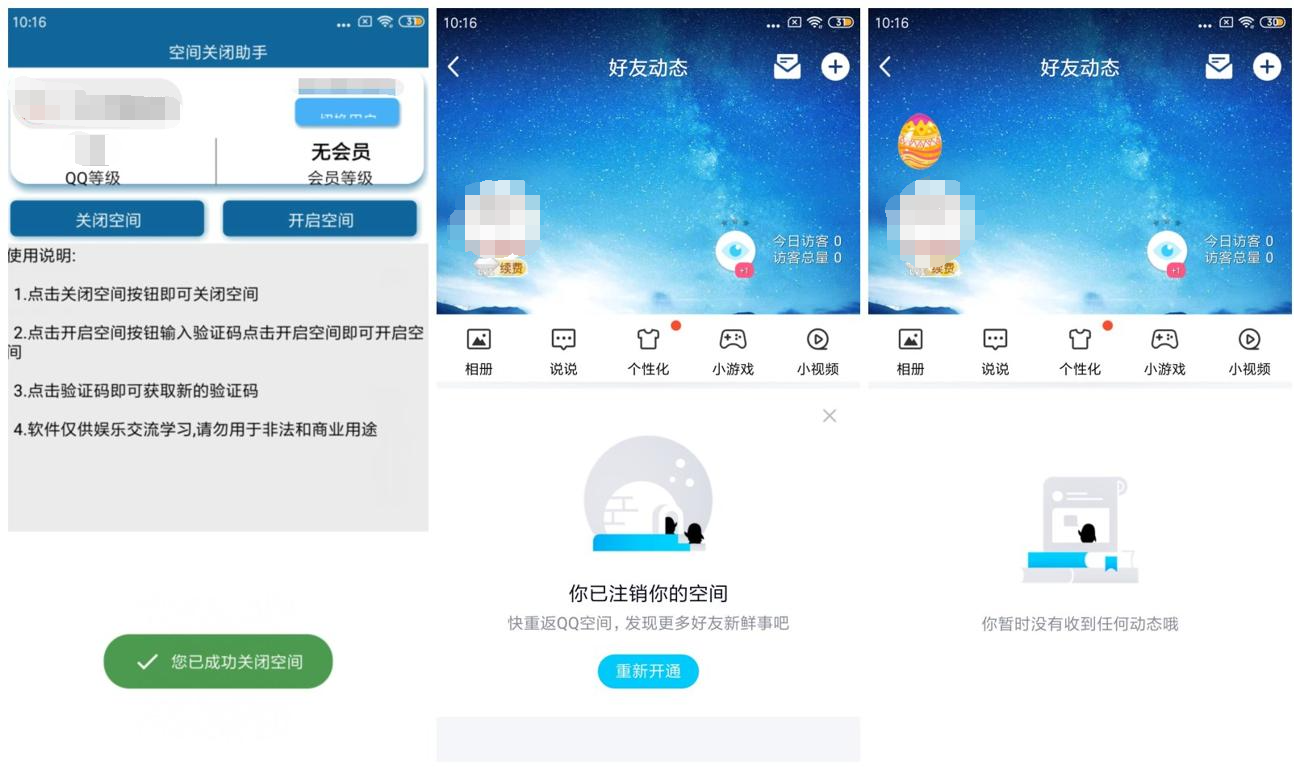 10:16
31
空间关闭助手
无会员
QQ等级
会员等级
关闭空间
开启空间
使用说明:
1.点击关闭空间按钮即可关闭空间
2.点击开启空间按钮输入验证码点击开启空间即可开启空
间
3.点击验证码即可获取新的验证码
4.软件仅供娱乐交流学习,请勿用于非法和商业用途
您已成功关闭空间
10:16
31
好友动态
续费
+1
今日访客 0
访客总量 0
相册
说说
个性化
小游戏
小视频
你已注销你的空间
快重返QQ空间，发现更多好友新鲜事吧
重新开通
10:16
30
好友动态
续费
+1
今日访客 0
访客总量 0
相册
说说
个性化
小游戏
小视频
你暂时没有收到任何动态哦